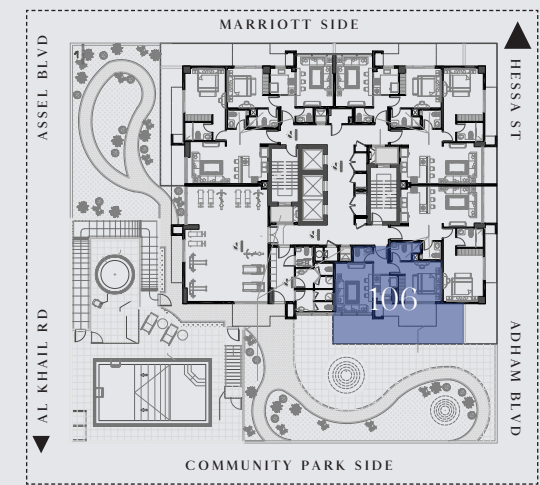 MARRIOTT SIDE
ASSEL BLVD
HESSA ST
106
AL KHAIL RD
ADHAM BLVD
COMMUNITY PARK SIDE